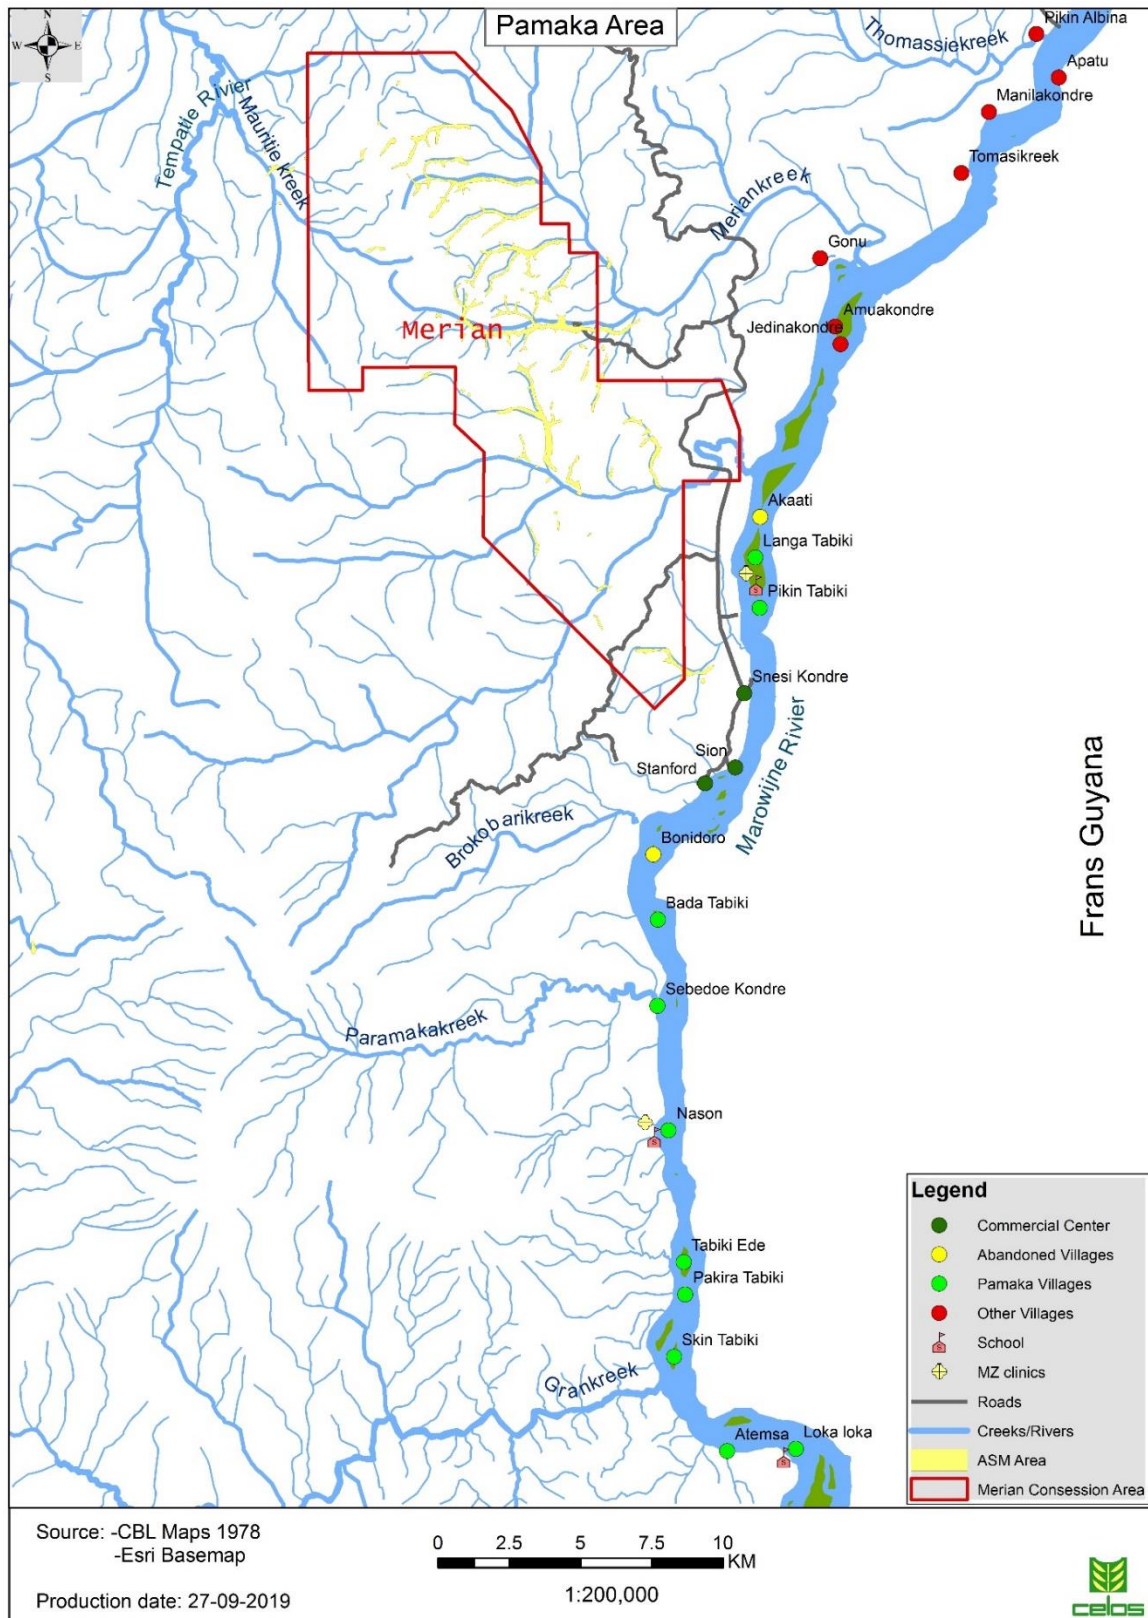 Pamaka Area
N
W
E
S
Pikin Albina
Thomassiekreek
Apatu
Manilakondre
Tempatie Rivier
Mauritie kreek
Tomasikreek
Meriankreek
Gonu
Amuakondre
Jedinakondre
Merian
Akaati
Langa Tabiki
S
Pikin Tabiki
Snesi Kondre
Sion
Stanford
Marowijne Rivier
Frans Guyana
Brokobarikreek
Bonidoro
Bada Tabiki
Sebedoe Kondre
Paramakakreek
Nason
S
Tabiki Ede
Pakira Tabiki
Skin Tabiki
Grankreek
Atemsa
Loka loka
S
Legend
Commercial Center
Abandoned Villages
Pamaka Villages
Other Villages
S
School
MZ clinics
Roads
Creeks/Rivers
ASM Area
Merian Consession Area
Source: -CBL Maps 1978
-Esri Basemap
Production date: 27-09-2019
0 2.5 5 7.5 10
KM
1:200,000
celos